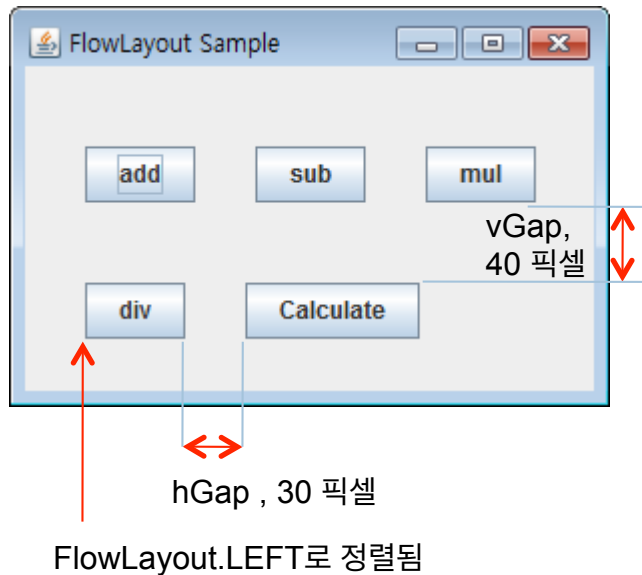 FlowLayout Sample
add sub mul
vGap,
40 픽셀
div Calculate
hGap , 30 픽셀
FlowLayout.LEFT로 정렬됨